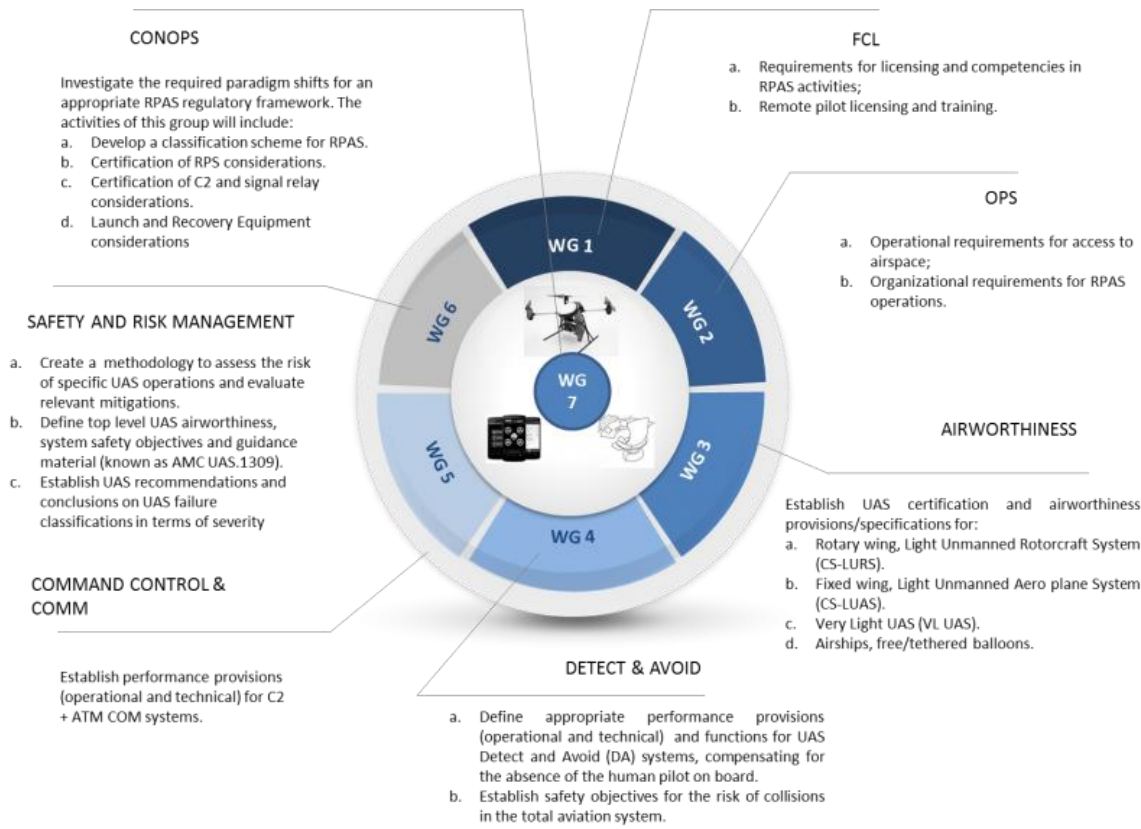 CONOPS
Investigate the required paradigm shifts for an
appropriate RPAS regulatory framework. The
activities of this group will include:
a. Develop a classification scheme for RPAS.
b. Certification of RPS considerations.
c. Certification of C2 and signal relay
considerations.
d. Launch and Recovery Equipment
considerations
FCL
a. Requirements for licensing and competencies in
RPAS activities;
b. Remote pilot licensing and training.
OPS
a. Operational requirements for access to
airspace;
b. Organizational requirements for RPAS
operations.
SAFETY AND RISK MANAGEMENT
a. Create a methodology to assess the risk
of specific UAS operations and evaluate
relevant mitigations.
b. Define top level UAS airworthiness,
system safety objectives and guidance
material (known as AMC UAS.1309).
c. Establish UAS recommendations and
conclusions on UAS failure
classifications in terms of severity
WG 1
WG 2
WG 3
WG 4
WG 5
WG 6
WG
7
AIRWORTHINESS
Establish UAS certification and airworthiness
provisions/specifications for:
a. Rotary wing, Light Unmanned Rotorcraft System
(CS-LURS).
b. Fixed wing, Light Unmanned Aero plane System
(CS-LUAS).
c. Very Light UAS (VL UAS).
d. Airships, free/tethered balloons.
COMMAND CONTROL &
COMM
Establish performance provisions
(operational and technical) for C2
+ ATM COM systems.
DETECT & AVOID
a. Define appropriate performance provisions
(operational and technical) and functions for UAS
Detect and Avoid (DA) systems, compensating for
the absence of the human pilot on board.
b. Establish safety objectives for the risk of collisions
in the total aviation system.